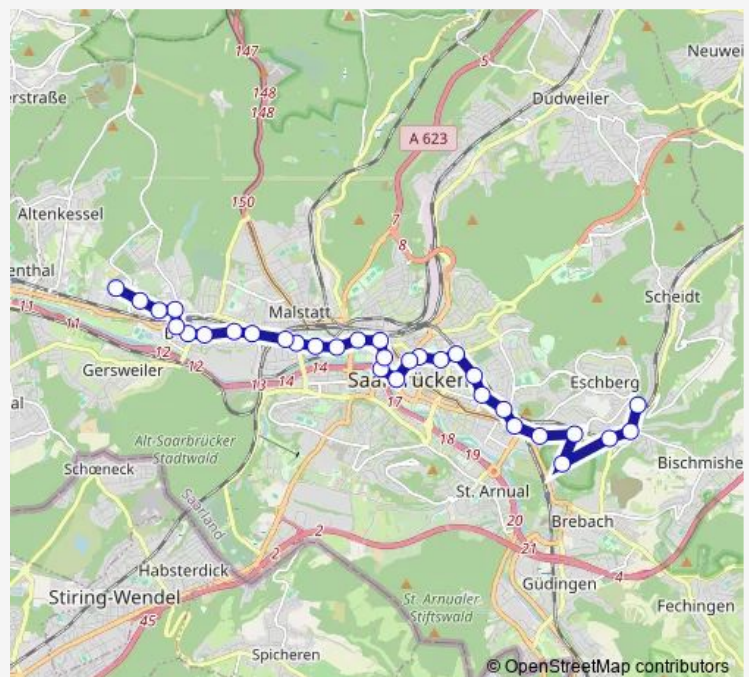 147
Neuwei
5
erstraße
148
Dudweiler
148
A 623
Altenkessel
150
7
8
enthal
Scheidt
11
11
Malstatt
12
12
14
Gersweiler
13
14
Saarbrücken
Eschberg
17
al
Alt-Saarbrücker
Stadtwald
18
19
Schœneck
Bischmishe
St. Arnual
Saarland
20
Brebach
2
21
2
Habsterdick
4
Güdingen
Stiring-Wendel
St. Arnualer
Stiftswald
Fechingen
45
Spicheren
© OpenStreetMap contributors